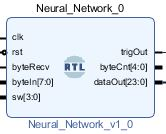 Neural_Network_0
clk
rst
byteRecv
byteIn[7:0]
sw[3:0]
RTL
trigOut
byteCnt[4:0]
dataOut[23:0]
Neural_Network_v1_0